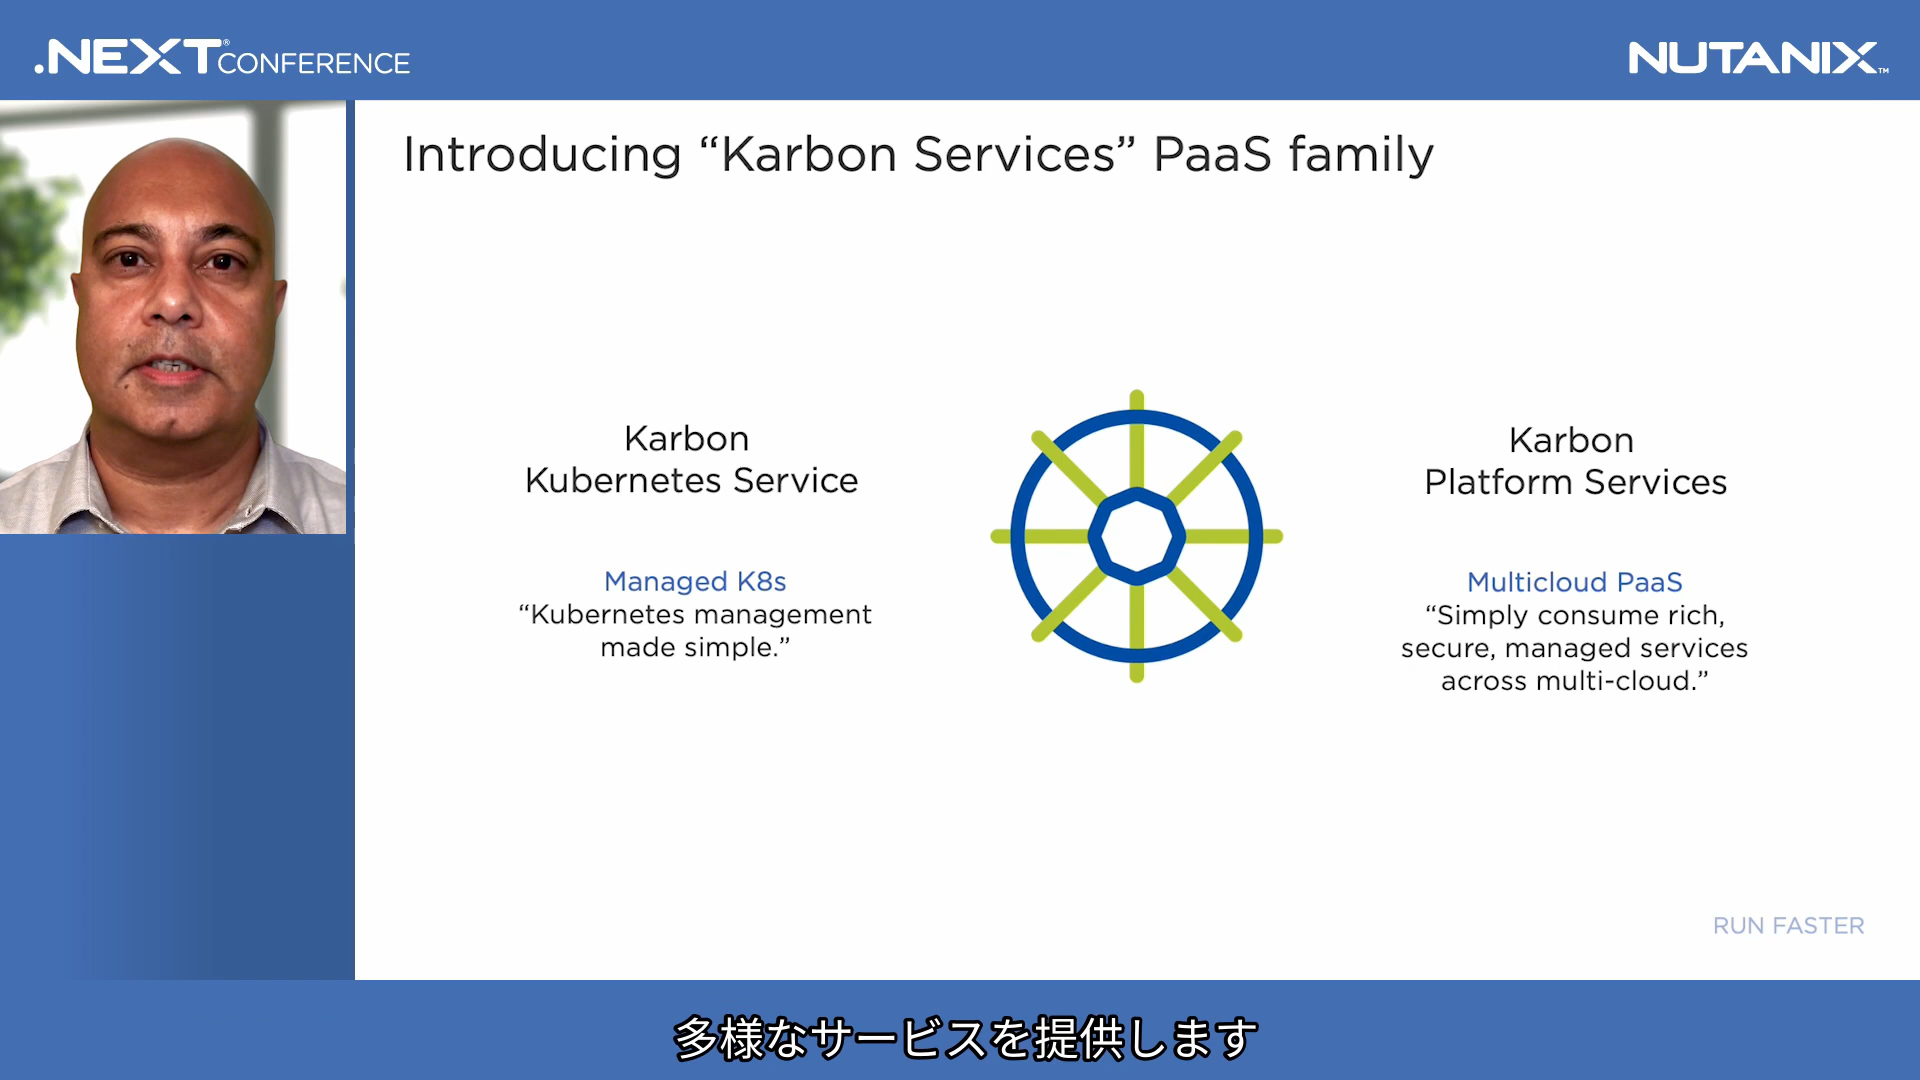 .NEXT® CONFERENCE
NUTANIX™
Introducing “Karbon Services” PaaS family
Karbon
Kubernetes Service
Managed K8s
“Kubernetes management
made simple.”
Karbon
Platform Services
Multicloud PaaS
“Simply consume rich,
secure, managed services
across multi-cloud.”
RUN FASTER
多様なサービスを提供します